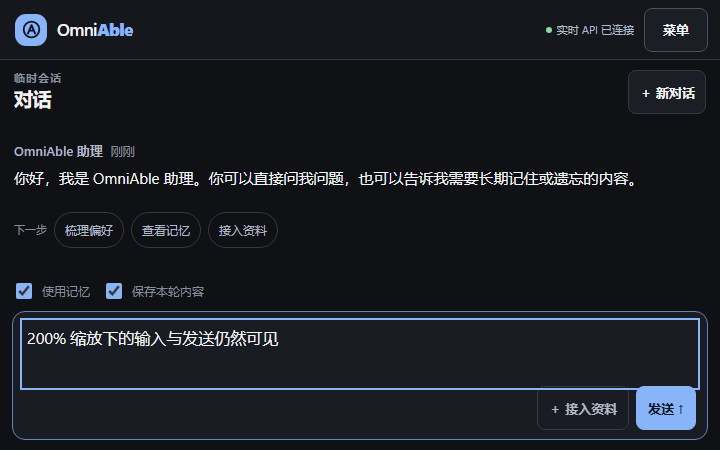 OmniAble
实时 API 已连接
菜单
临时会话
对话
+ 新对话
OmniAble 助理 刚刚
你好，我是 OmniAble 助理。你可以直接问我问题，也可以告诉我需要长期记住或遗忘的内容。
下一步 梳理偏好 查看记忆 接入资料
使用记忆 保存本轮内容
200% 缩放下的输入与发送仍然可见
+ 接入资料 发送 ↑